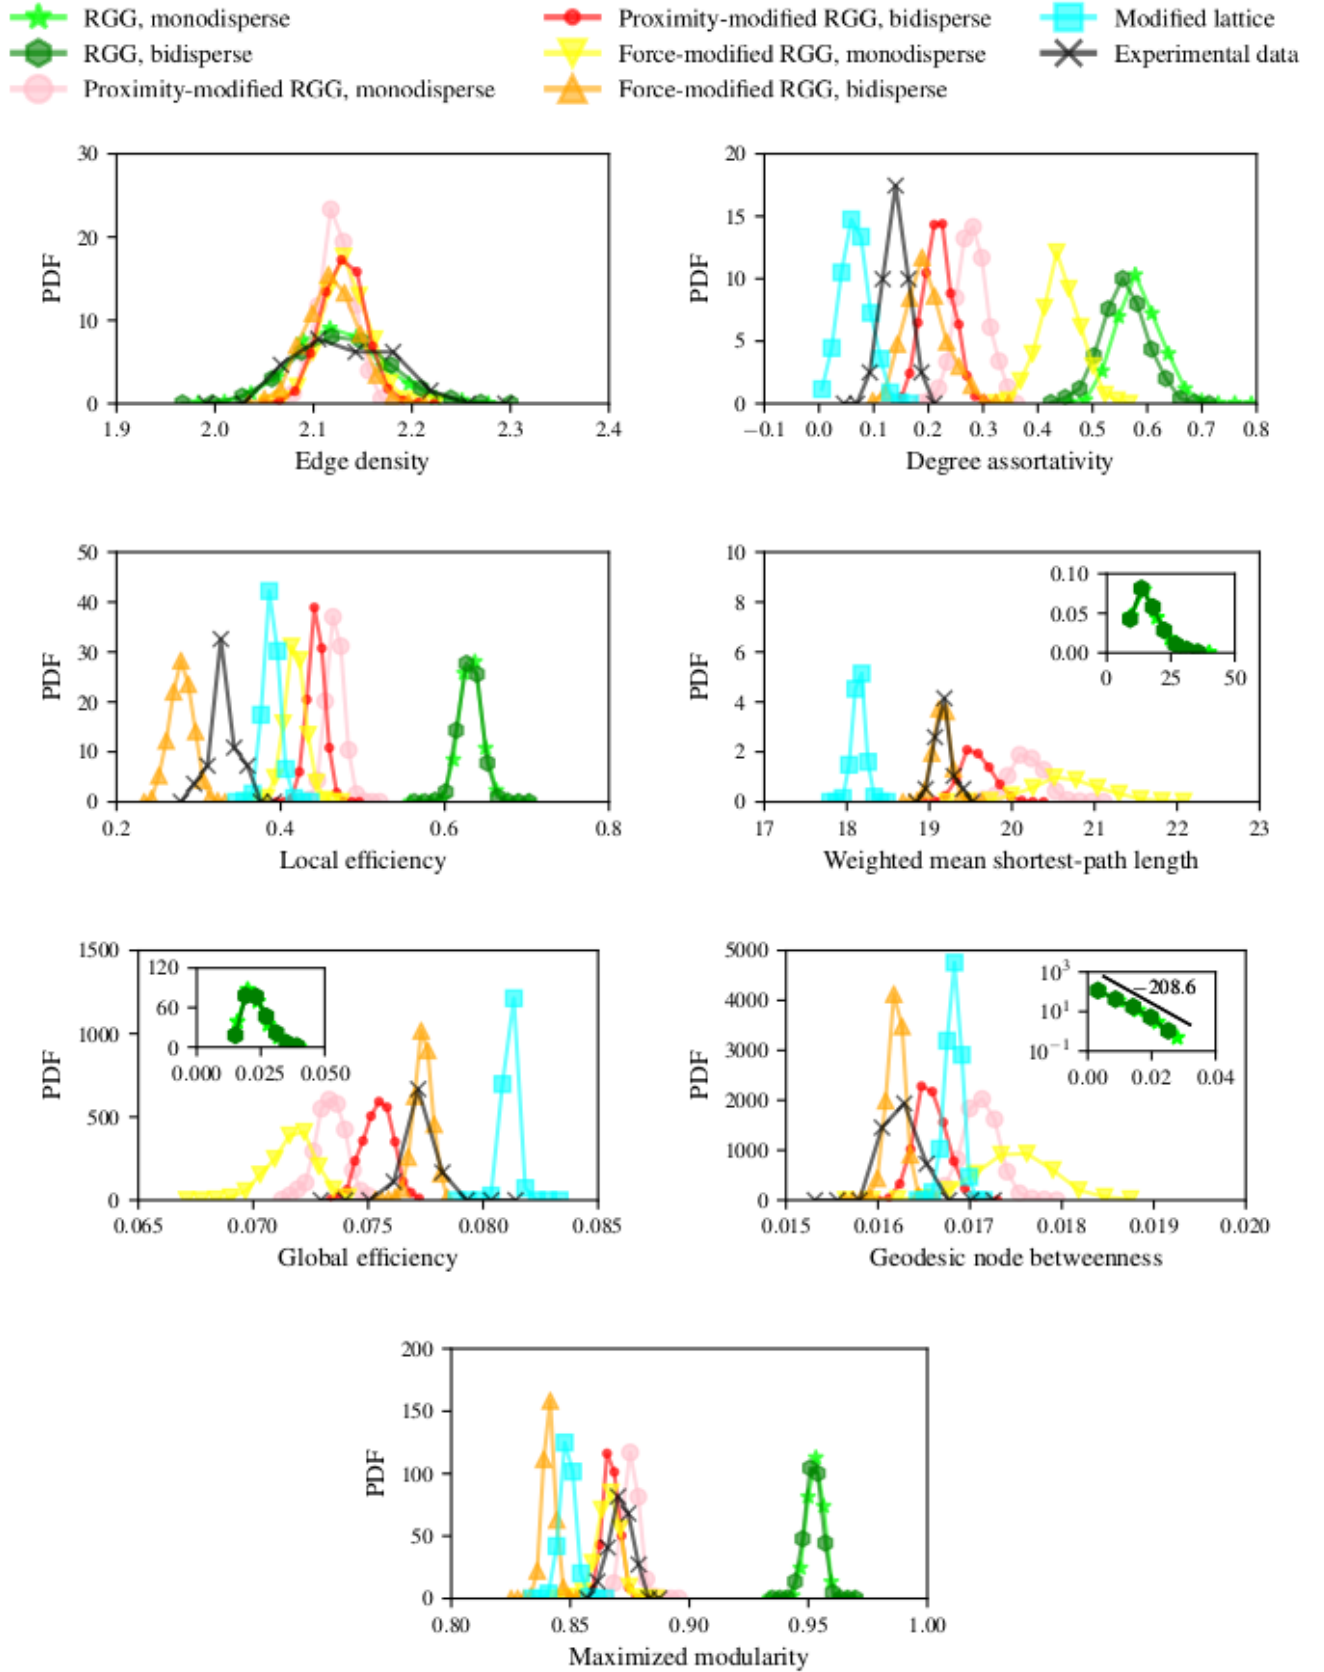 RGG, monodisperse
RGG, bidisperse
Proximity-modified RGG, monodisperse
Proximity-modified RGG, bidisperse
Force-modified RGG, monodisperse
Force-modified RGG, bidisperse
Modified lattice
Experimental data
PDF
30
20
10
0
1.9 2.0 2.1 2.2 2.3 2.4
Edge density
PDF
20
15
10
5
0
−0.1 0.0 0.1 0.2 0.3 0.4 0.5 0.6 0.7 0.8
Degree assortativity
PDF
50
40
30
20
10
0
0.2 0.4 0.6 0.8
Local efficiency
PDF
10
8
6
4
2
0
17 18 19 20 21 22 23
Weighted mean shortest-path length
0.10
0.05
0.00
0 25 50
PDF
1500
1000
500
0
0.065 0.070 0.075 0.080 0.085
Global efficiency
120
60
0
0.000 0.025 0.050
PDF
5000
4000
3000
2000
1000
0
0.015 0.016 0.017 0.018 0.019 0.020
Geodesic node betweenness
10^3
10^1
10^−1
−208.6
0.00 0.02 0.04
PDF
200
150
100
50
0
0.80 0.85 0.90 0.95 1.00
Maximized modularity